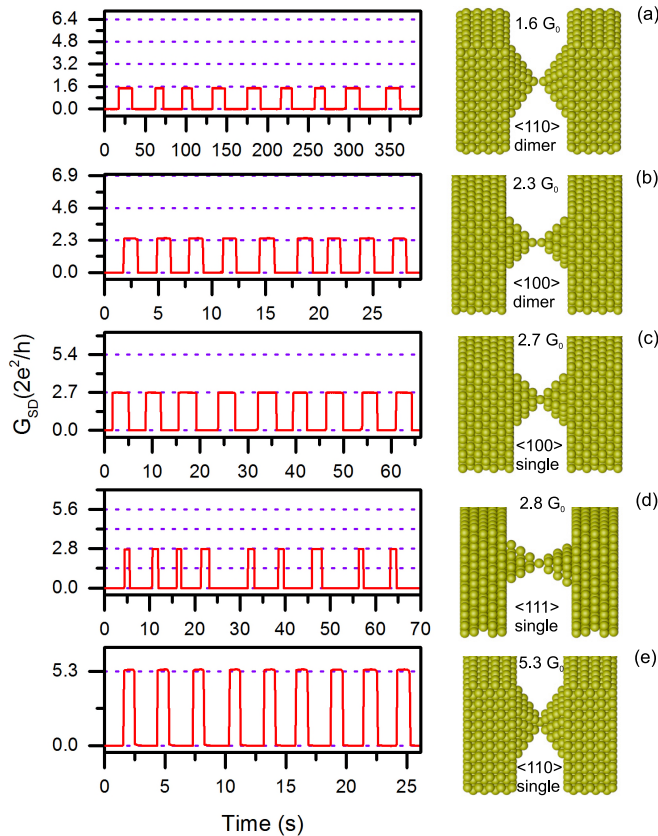 6.4
4.8
3.2
1.6
0.0
0 50 100 150 200 250 300 350
1.6 G₀
(a)
<110>
dimer
6.9
4.6
2.3
0.0
0 5 10 15 20 25
2.3 G₀
(b)
<100>
dimer
5.4
2.7
0.0
0 10 20 30 40 50 60
2.7 G₀
(c)
<100>
single
5.6
2.8
0.0
0 10 20 30 40 50 60 70
2.8 G₀
(d)
<111>
single
5.3
0.0
0 5 10 15 20 25
5.3 G₀
(e)
<110>
single
G_SD(2e²/h)
Time (s)